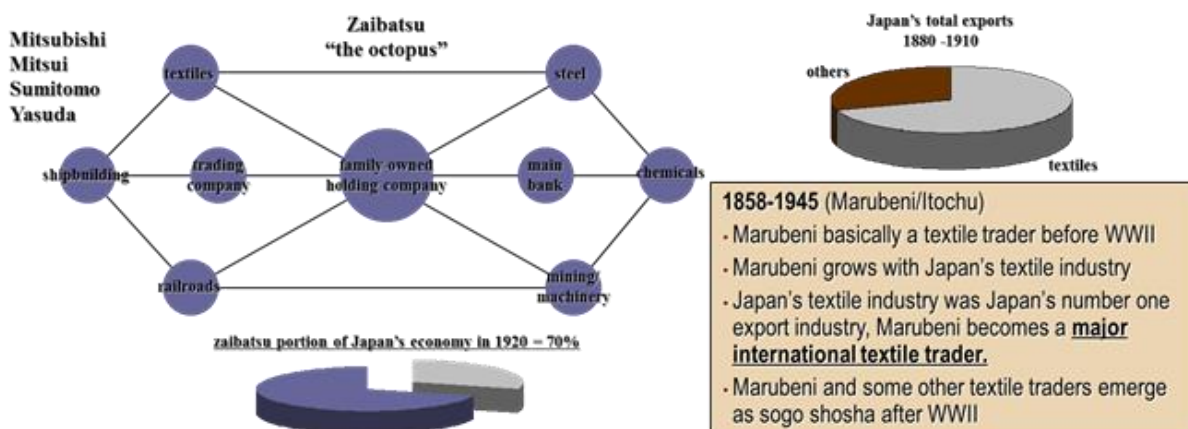 Mitsubishi
Mitsui
Sumitomo
Yasuda
Zaibatsu
“the octopus”
textiles
steel
shipbuilding
trading
company
family-owned
holding company
main
bank
chemicals
railroads
mining/
machinery
zaibatsu portion of Japan’s economy in 1920 = 70%
Japan’s total exports
1880 -1910
others
textiles
1858-1945 (Marubeni/Itochu)
• Marubeni basically a textile trader before WWII
• Marubeni grows with Japan’s textile industry
• Japan’s textile industry was Japan’s number one
export industry, Marubeni becomes a major
international textile trader.
• Marubeni and some other textile traders emerge
as sogo shosha after WWII